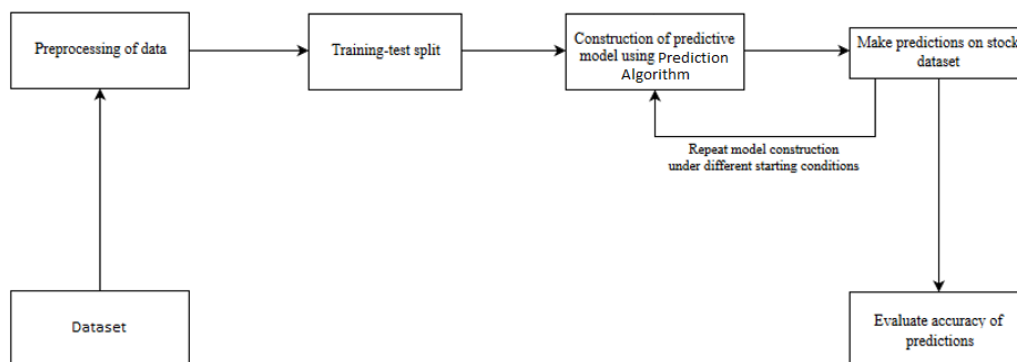 Preprocessing of data
Training-test split
Construction of predictive
model using Prediction
Algorithm
Make predictions on stock
dataset
Repeat model construction
under different starting conditions
Dataset
Evaluate accuracy of
predictions